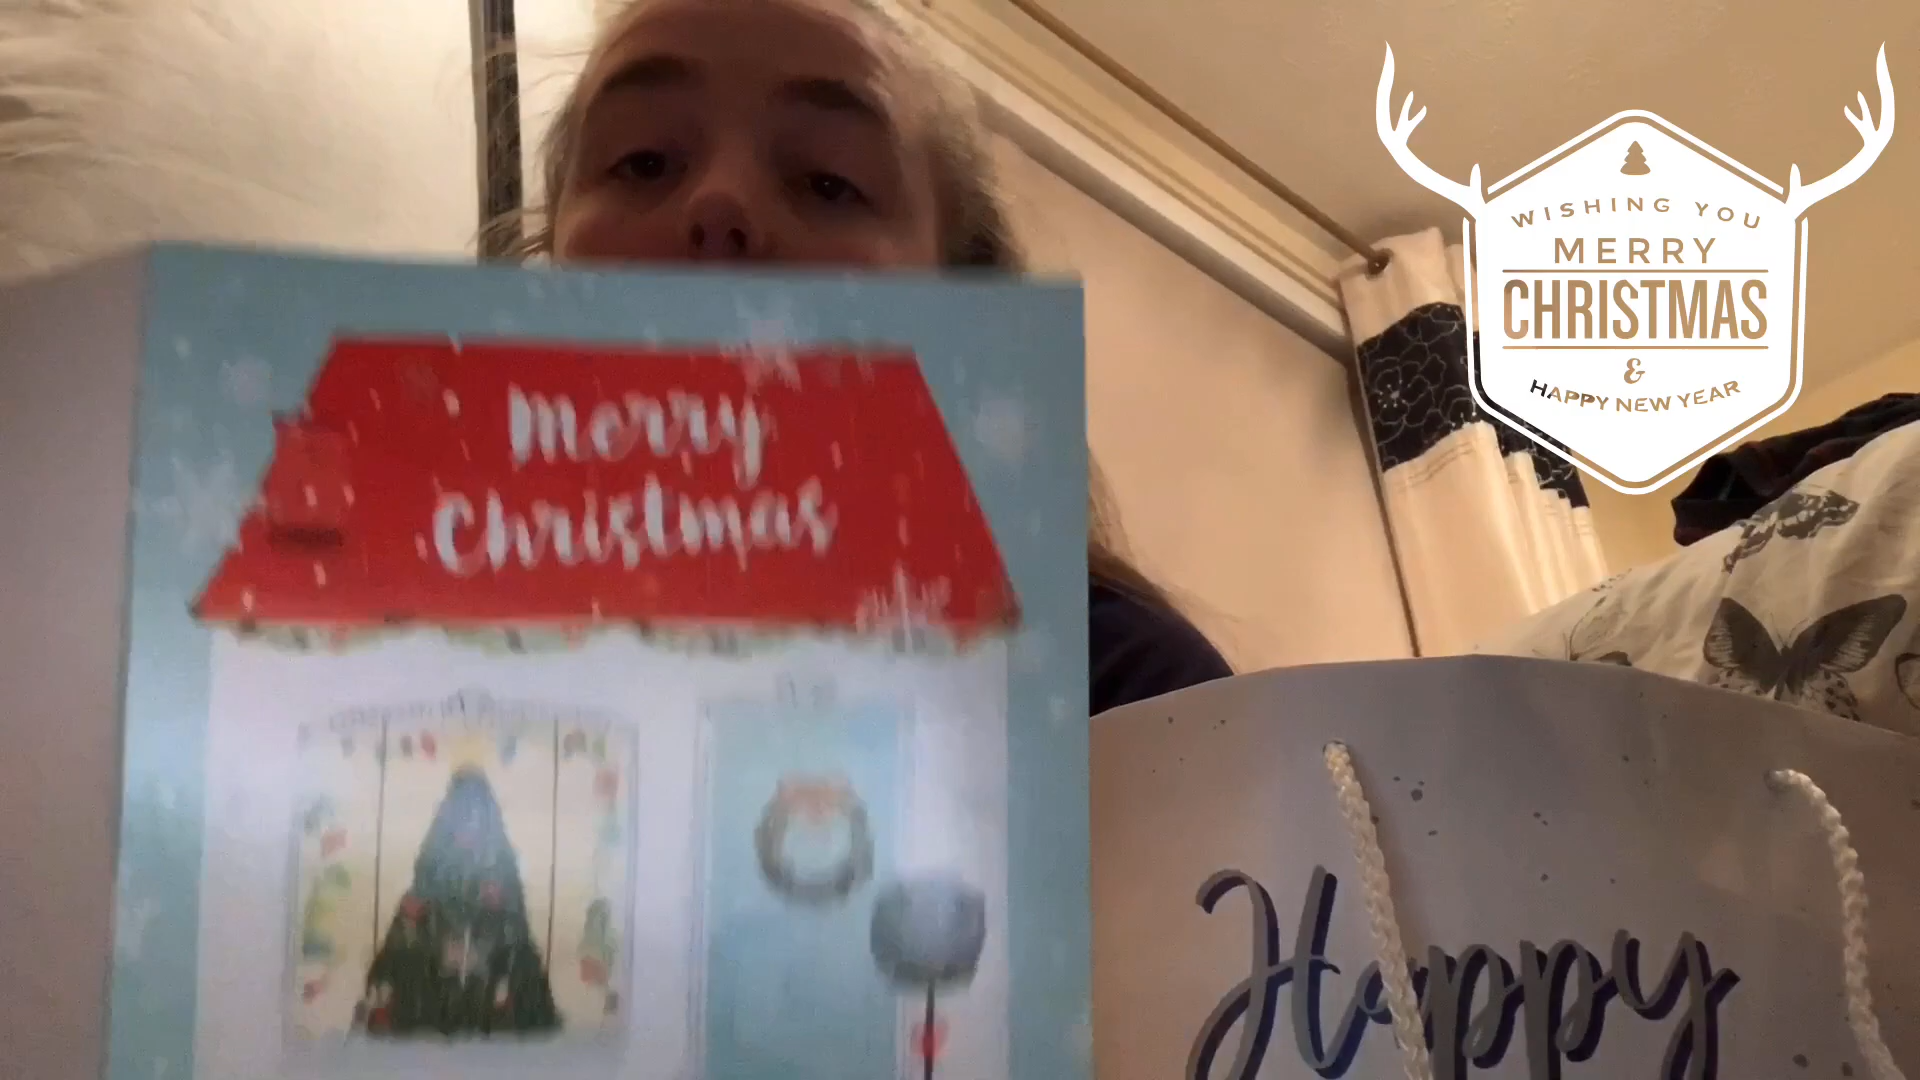 Merry
Christmas
WISHING YOU
MERRY
CHRISTMAS
&
HAPPY NEW YEAR
Happy